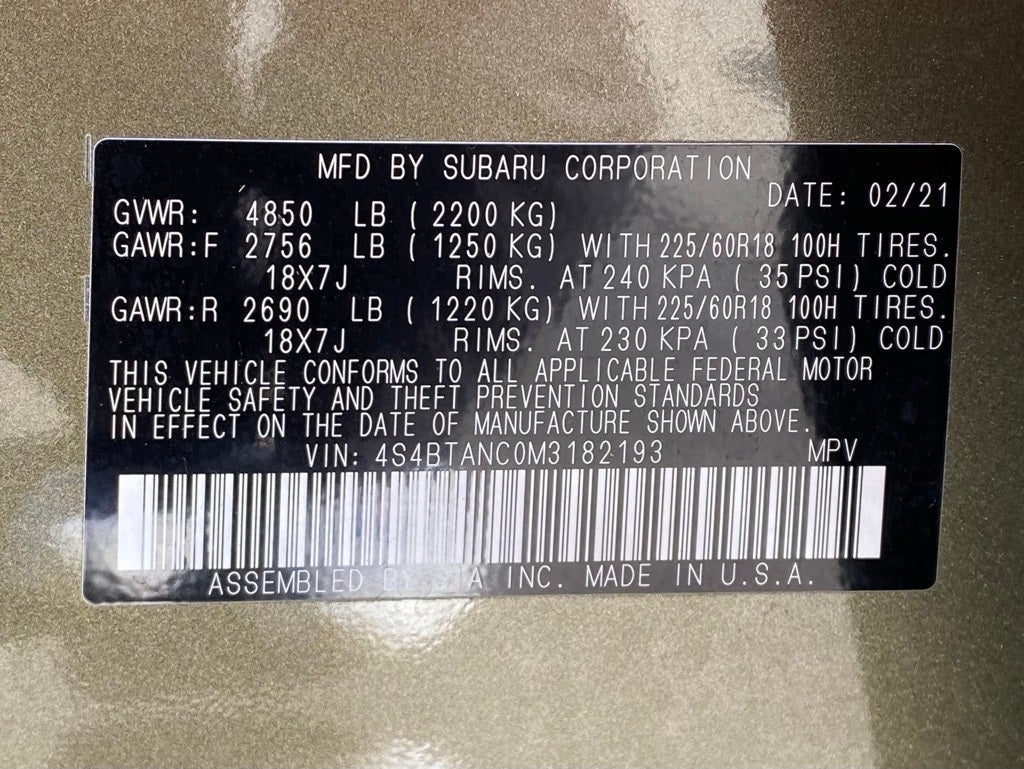 MFD BY SUBARU CORPORATION
DATE: 02/21
GVWR: 4850 LB ( 2200 KG)
GAWR:F 2756 LB ( 1250 KG) WITH 225/60R18 100H TIRES.
18X7J RIMS. AT 240 KPA ( 35 PSI) COLD
GAWR:R 2690 LB ( 1220 KG) WITH 225/60R18 100H TIRES.
18X7J RIMS. AT 230 KPA ( 33 PSI) COLD
THIS VEHICLE CONFORMS TO ALL APPLICABLE FEDERAL MOTOR
VEHICLE SAFETY AND THEFT PREVENTION STANDARDS
IN EFFECT ON THE DATE OF MANUFACTURE SHOWN ABOVE.
VIN: 4S4BTANC0M3182193 MPV
ASSEMBLED BY SIA INC. MADE IN U.S.A.